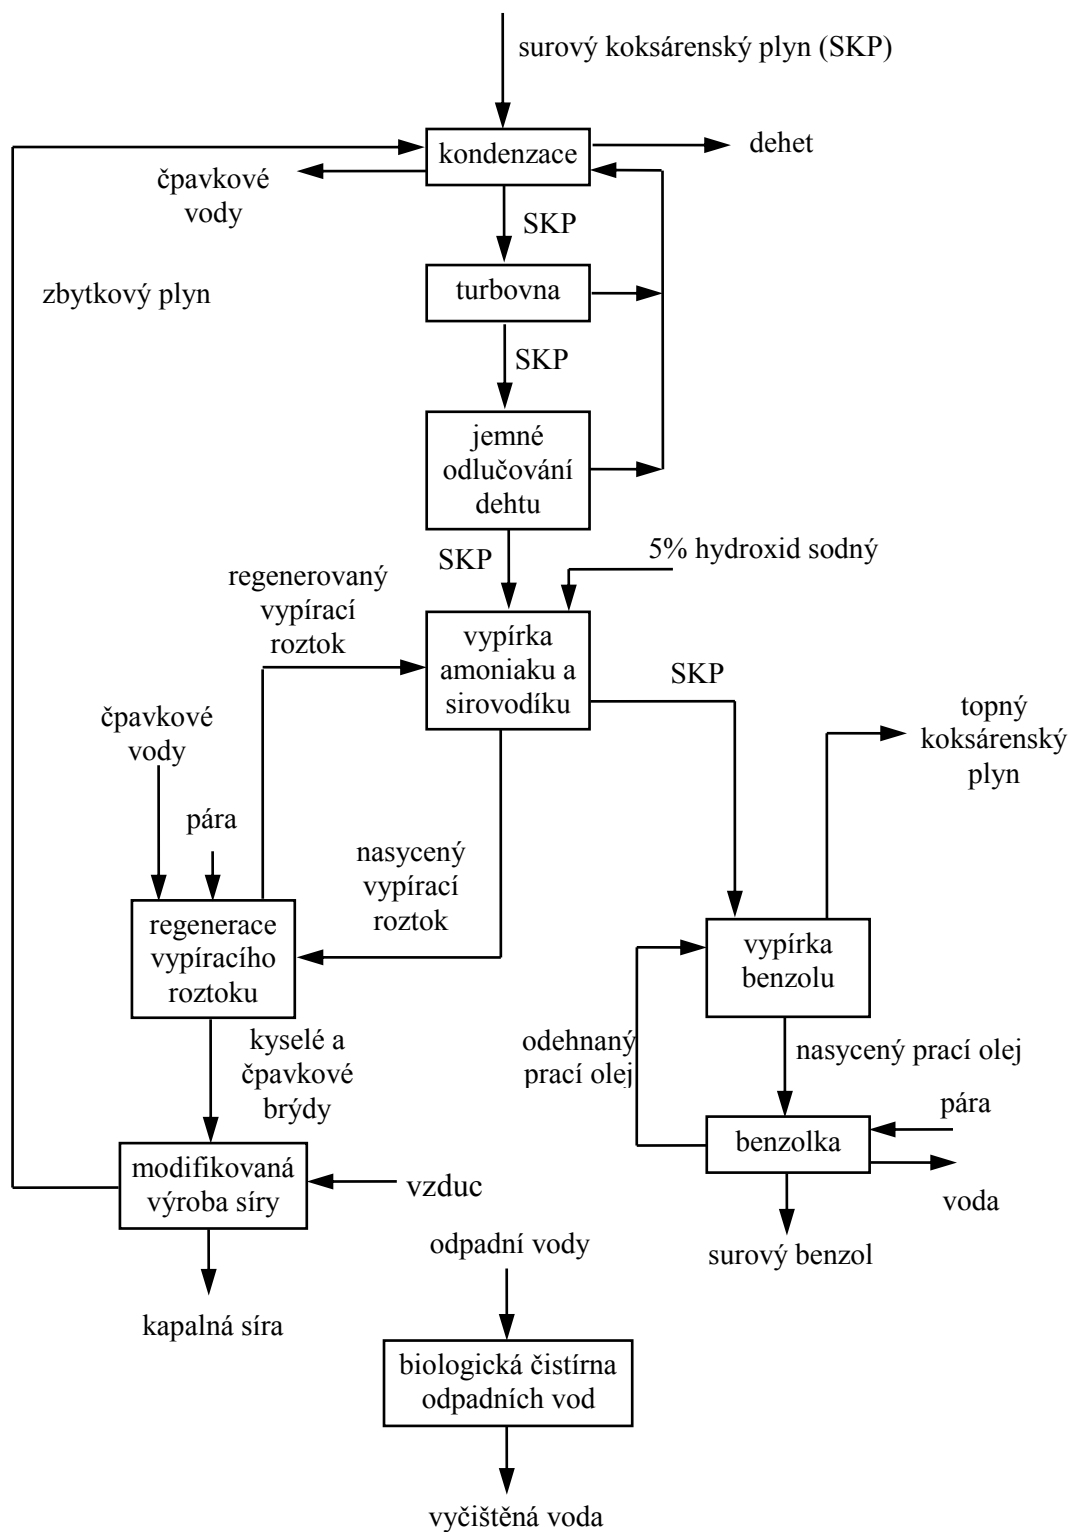 surový koksárenský plyn (SKP)
kondenzace
dehet
čpavkové
vody
SKP
zbytkový plyn
turbovna
SKP
jemné
odlučování
dehtu
SKP
5% hydroxid sodný
regenerovaný
vypírací
roztok
vypírka
amoniaku a
sirovodíku
SKP
topný
koksárenský
plyn
čpavkové
vody
pára
nasycený
vypírací
roztok
regenerace
vypíracího
roztoku
vypírka
benzolu
kyselé a
čpavkové
brýdy
odehnaný
prací olej
nasycený prací olej
pára
benzolka
modifikovaná
výroba síry
vzduc
voda
odpadní vody
surový benzol
kapalná síra
biologická čistírna
odpadních vod
vyčištěná voda